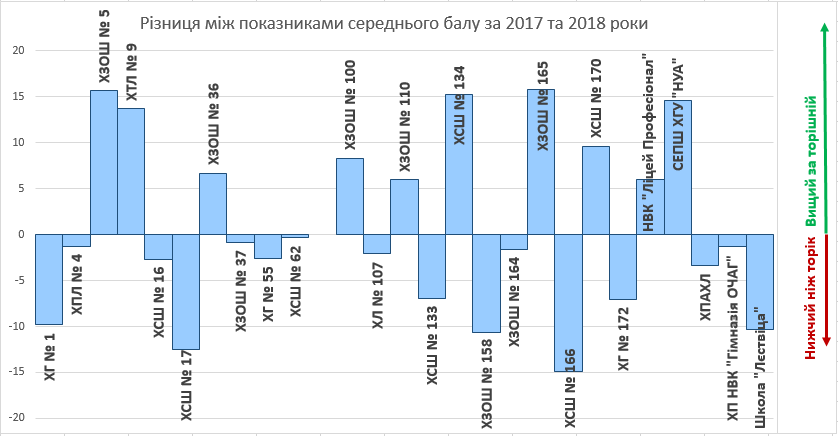 Різниця між показниками середнього балу за 2017 та 2018 роки
20
15
10
5
0
-5
-10
-15
-20
ХГ № 1
ХПЛ № 4
ХЗОШ № 5
ХТЛ № 9
ХСШ № 16
ХСШ № 17
ХЗОШ № 36
ХЗОШ № 37
ХГ № 55
ХСШ № 62
ХЗОШ № 100
ХЛ № 107
ХЗОШ № 110
ХСШ № 133
ХСШ № 134
ХЗОШ № 158
ХЗОШ № 164
ХЗОШ № 165
ХСШ № 166
ХСШ № 170
ХГ № 172
НВК "Ліцей Професіонал"
СЕПШ ХГУ "НУА"
ХПАХЛ
ХП НВК "Гімназія ОЧАГ"
Школа "Лєствіца"
Вищий за торішній
Нижчий ніж торік